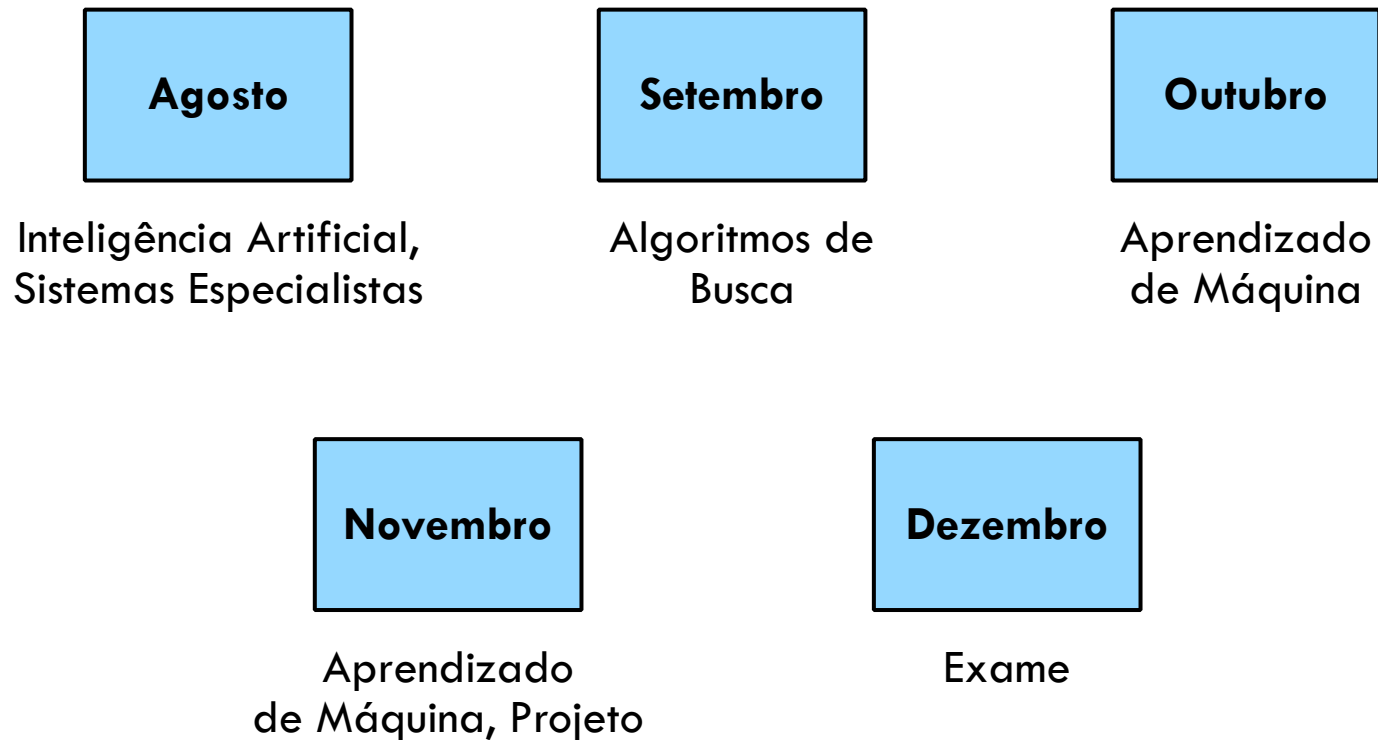 Agosto
Setembro
Outubro
Inteligência Artificial,
Sistemas Especialistas
Algoritmos de
Busca
Aprendizado
de Máquina
Novembro
Dezembro
Aprendizado
de Máquina, Projeto
Exame